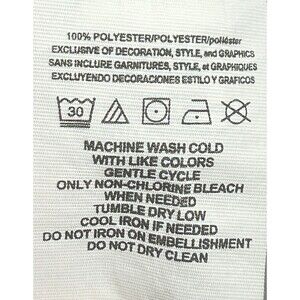 100% POLYESTER/POLYESTER/poliéster
EXCLUSIVE OF DECORATION, STYLE, and GRAPHICS
SANS INCLURE GARNITURES, STYLE, et GRAPHIQUES
EXCLUYENDO DECORACIONES ESTILO Y GRAFICOS
30
MACHINE WASH COLD
WITH LIKE COLORS
GENTLE CYCLE
ONLY NON-CHLORINE BLEACH
WHEN NEEDED
TUMBLE DRY LOW
COOL IRON IF NEEDED
DO NOT IRON ON EMBELLISHMENT
DO NOT DRY CLEAN